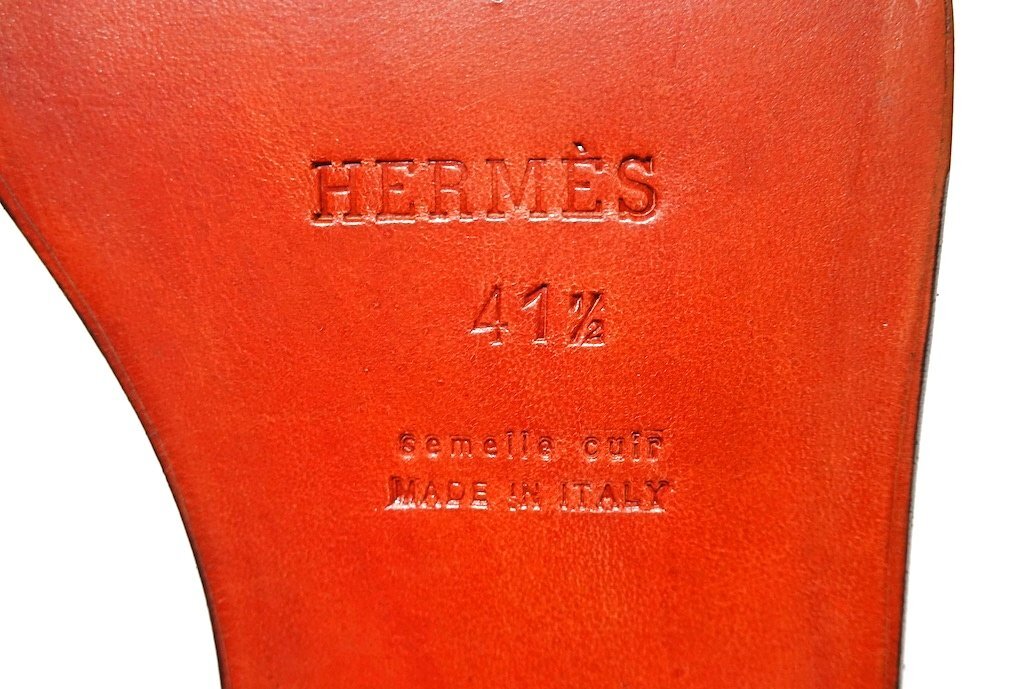 HERMÈS
41½
semelle cuir
MADE IN ITALY